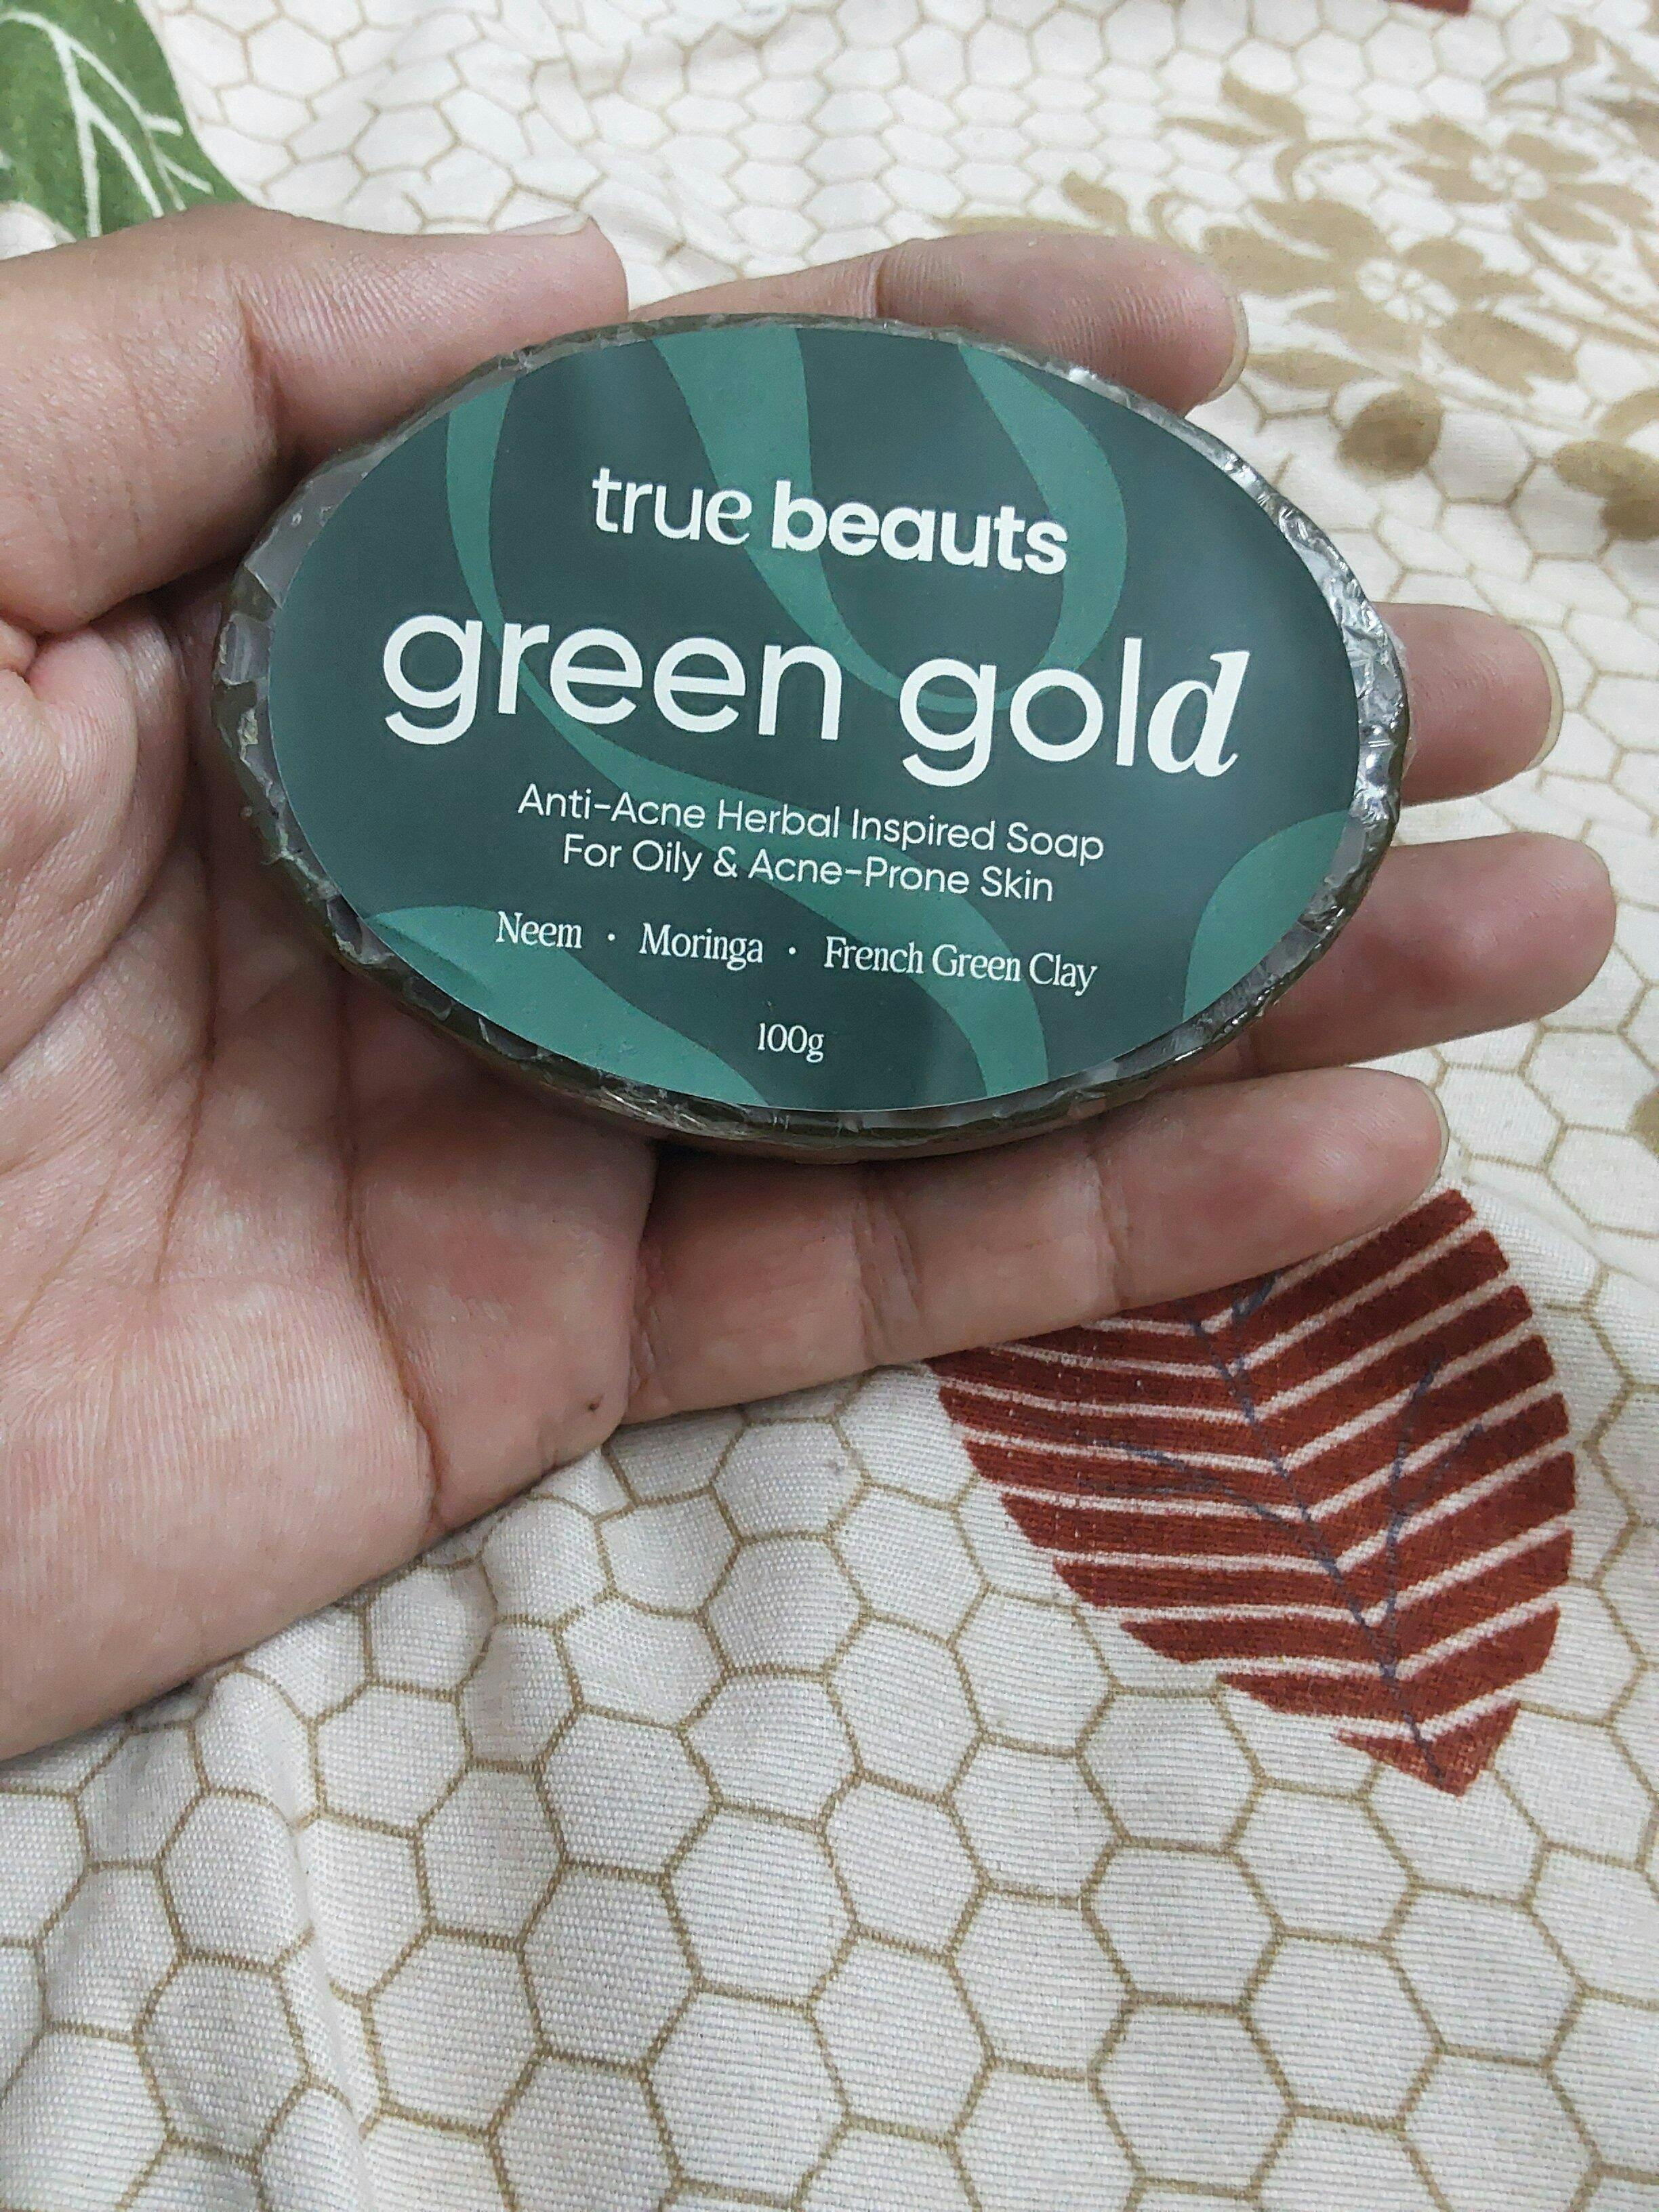 true beauts
green gold
Anti-Acne Herbal Inspired Soap
For Oily & Acne-Prone Skin
Neem • Moringa • French Green Clay
100g